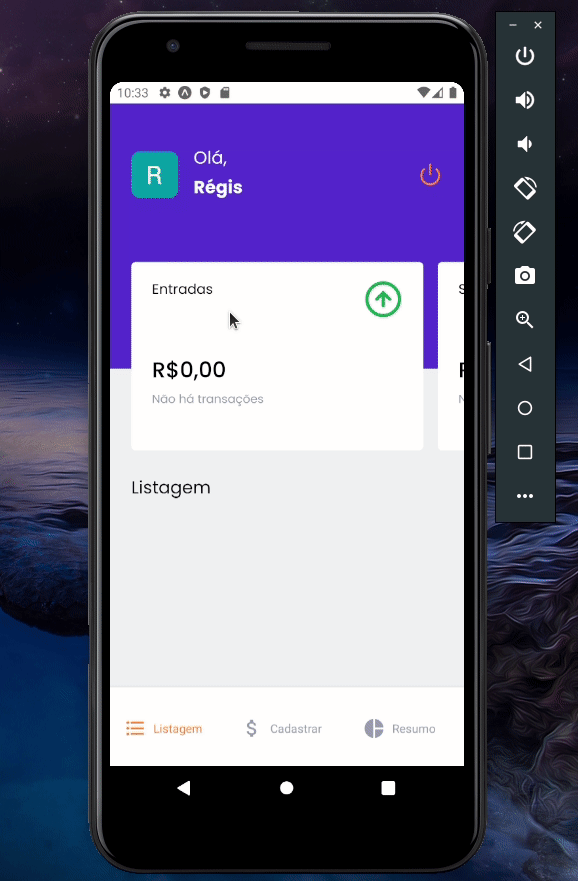 10:33
R
Olá,
Régis
Entradas
S
R$0,00
Não há transações
Listagem
Listagem
Cadastrar
Resumo